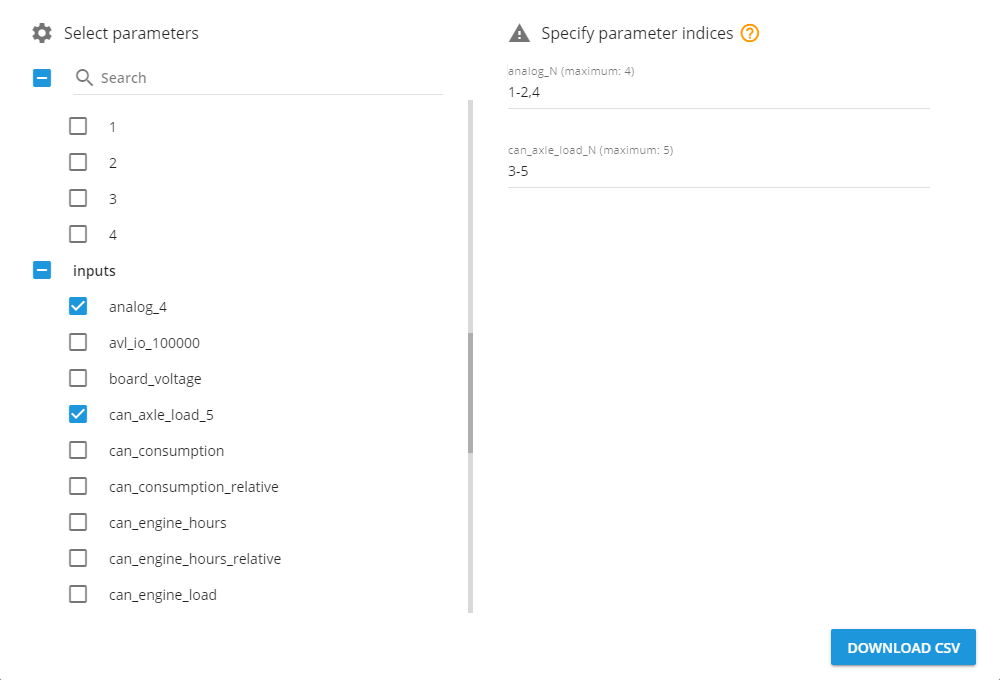 Select parameters
Search
1
2
3
4
inputs
analog_4
avl_io_100000
board_voltage
can_axle_load_5
can_consumption
can_consumption_relative
can_engine_hours
can_engine_hours_relative
can_engine_load
Specify parameter indices ?
analog_N (maximum: 4)
1-2,4
can_axle_load_N (maximum: 5)
3-5
DOWNLOAD CSV